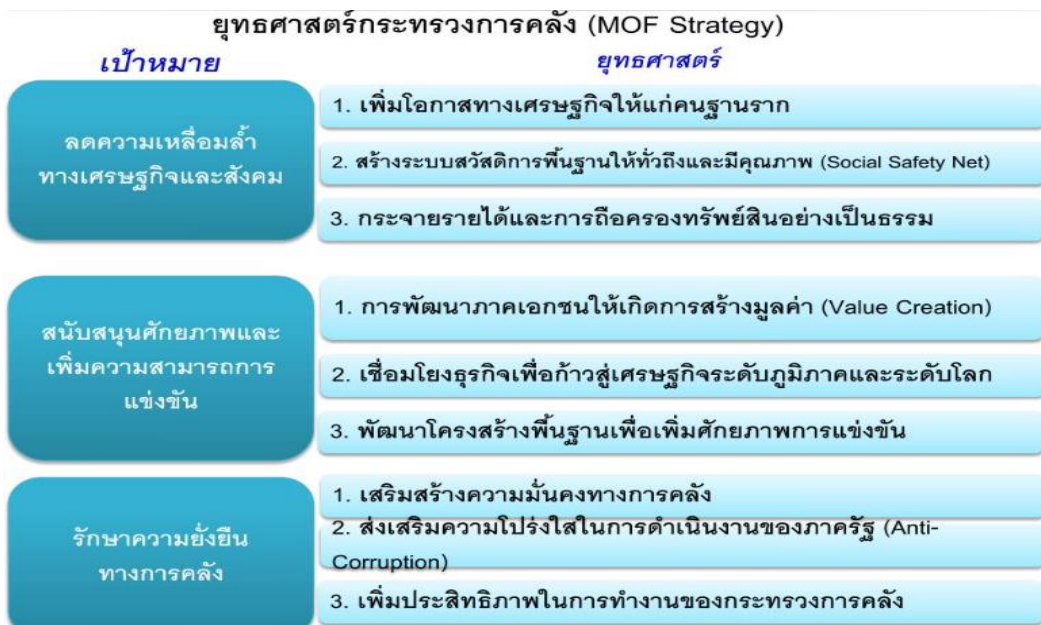 ยุทธศาสตร์กระทรวงการคลัง (MOF Strategy)
เป้าหมาย
ยุทธศาสตร์
ลดความเหลื่อมล้ำ
ทางเศรษฐกิจและสังคม
1. เพิ่มโอกาสทางเศรษฐกิจให้แก่คนฐานราก
2. สร้างระบบสวัสดิการพื้นฐานให้ทั่วถึงและมีคุณภาพ (Social Safety Net)
3. กระจายรายได้และการถือครองทรัพย์สินอย่างเป็นธรรม
สนับสนุนศักยภาพและ
เพิ่มความสามารถการ
แข่งขัน
1. การพัฒนาภาคเอกชนให้เกิดการสร้างมูลค่า (Value Creation)
2. เชื่อมโยงธุรกิจเพื่อก้าวสู่เศรษฐกิจระดับภูมิภาคและระดับโลก
3. พัฒนาโครงสร้างพื้นฐานเพื่อเพิ่มศักยภาพการแข่งขัน
รักษาความยั่งยืน
ทางการคลัง
1. เสริมสร้างความมั่นคงทางการคลัง
2. ส่งเสริมความโปร่งใสในการดำเนินงานของภาครัฐ (Anti-
Corruption)
3. เพิ่มประสิทธิภาพในการทำงานของกระทรวงการคลัง